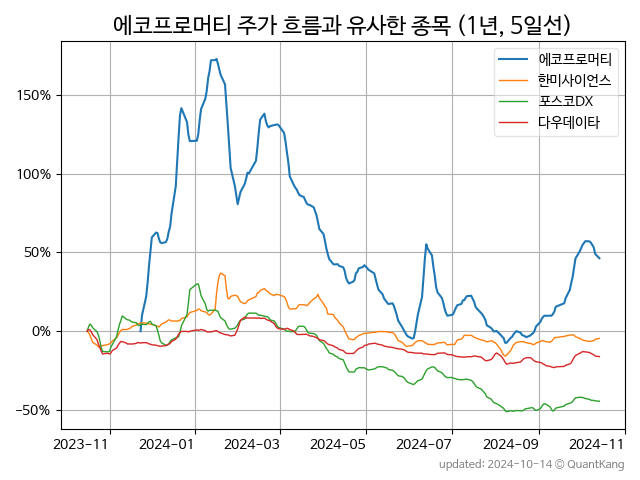 에코프로머티 주가 흐름과 유사한 종목 (1년, 5일선)
에코프로머티
한미사이언스
포스코DX
다우데이타
150%
100%
50%
0%
−50%
2023-11 2024-01 2024-03 2024-05 2024-07 2024-09 2024-11
updated: 2024-10-14 © QuantKang